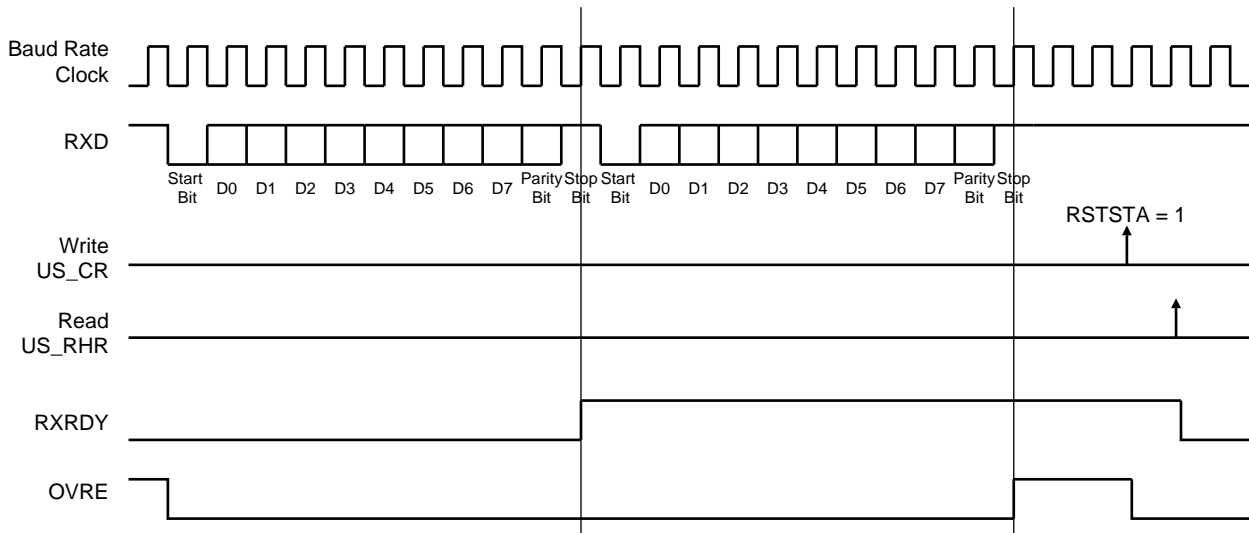 Baud Rate
Clock
RXD
Start
Bit
D0 D1 D2 D3 D4 D5 D6 D7
Parity
Bit
Stop
Bit
Start
Bit
D0 D1 D2 D3 D4 D5 D6 D7
Parity
Bit
Stop
Bit
RSTSTA = 1
Write
US_CR
Read
US_RHR
RXRDY
OVRE